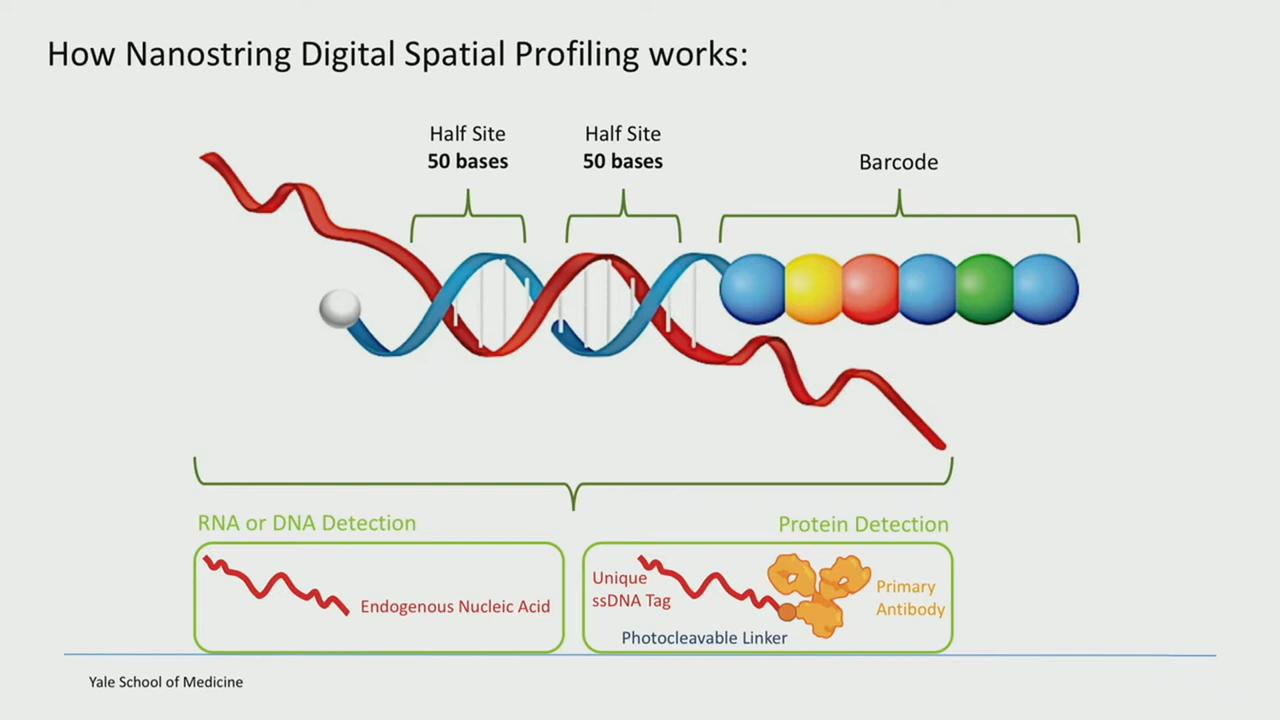 How Nanostring Digital Spatial Profiling works:
Half Site
50 bases
Half Site
50 bases
Barcode
RNA or DNA Detection
Protein Detection
Endogenous Nucleic Acid
Unique
ssDNA Tag
Primary
Antibody
Photocleavable Linker
Yale School of Medicine